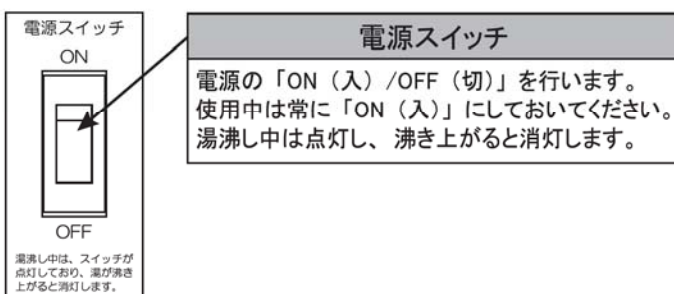 電源スイッチ
ON
OFF
湯沸し中は、スイッチが
点灯しており、湯が沸き
上がると消灯します。
電源スイッチ
電源の「ON（入）/OFF（切）」を行います。
使用中は常に「ON（入）」にしておいてください。
湯沸し中は点灯し、沸き上がると消灯します。